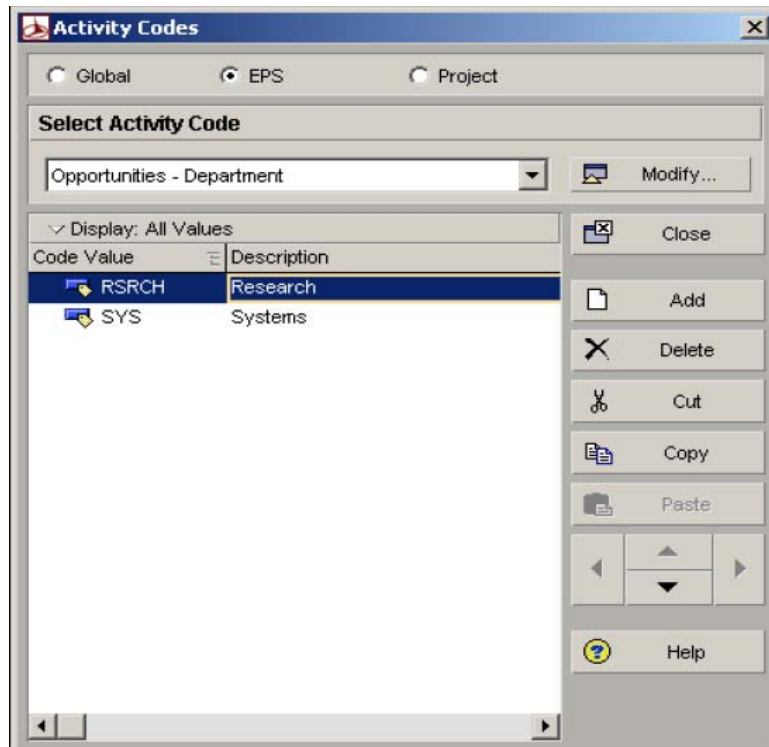 Activity Codes
Global EPS Project
Select Activity Code
Opportunities - Department Modify...
Display: All Values Close
Code Value Description
RSRCH Research
Add
SYS Systems
Delete
Cut
Copy
Paste
Help